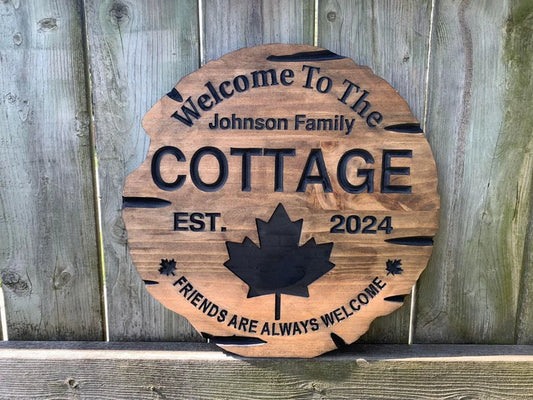 Welcome To The
Johnson Family
COTTAGE
EST. 2024
FRIENDS ARE ALWAYS WELCOME